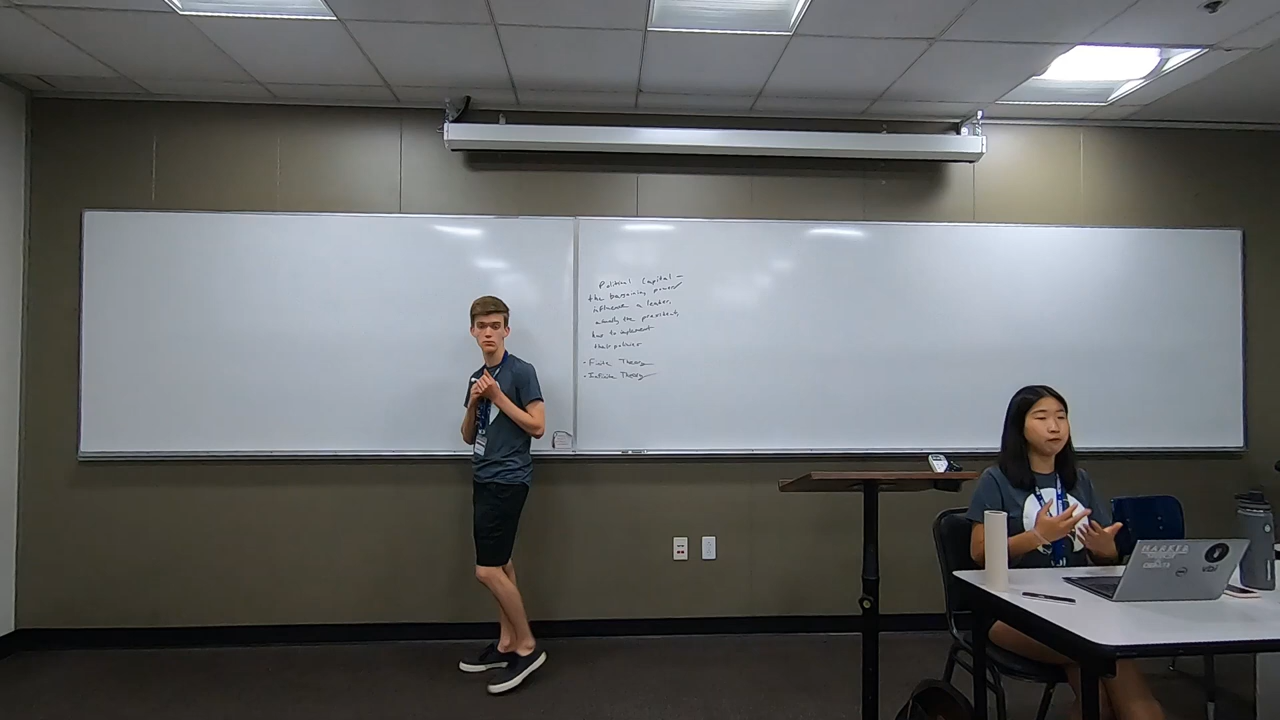 Political Capital –
the bargaining power/
influence a leader,
usually the president,
has to implement
their policies
· Finite Theory
· Infinite Theory
HARKER